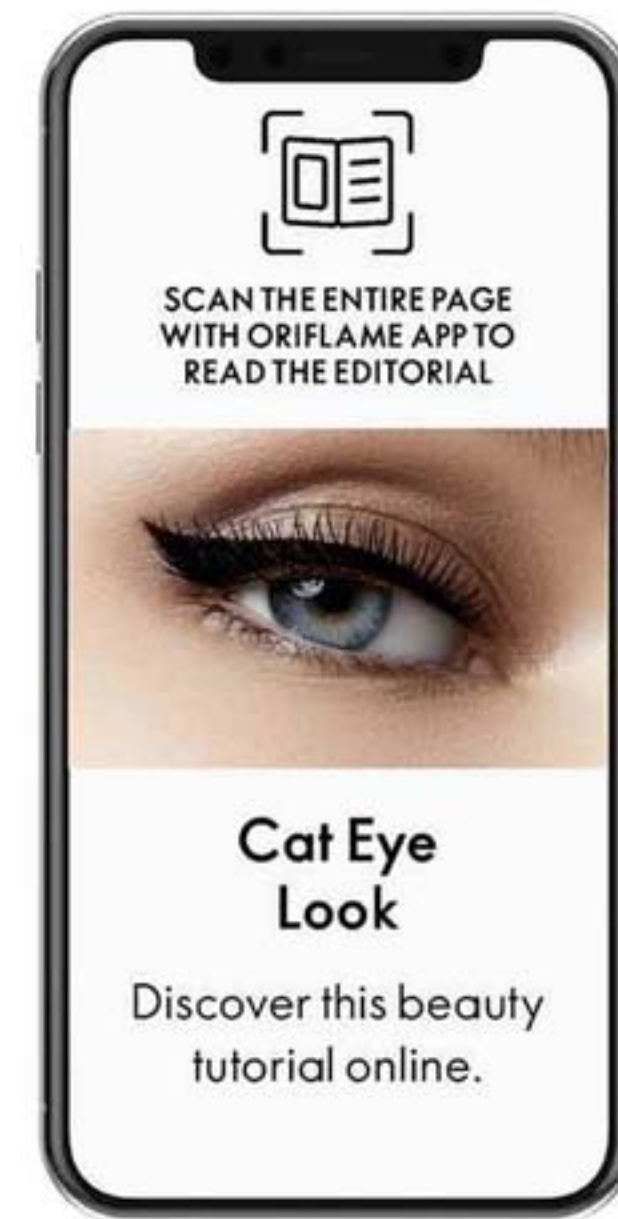 SCAN THE ENTIRE PAGE
WITH ORIFLAME APP TO
READ THE EDITORIAL
Cat Eye
Look
Discover this beauty
tutorial online.